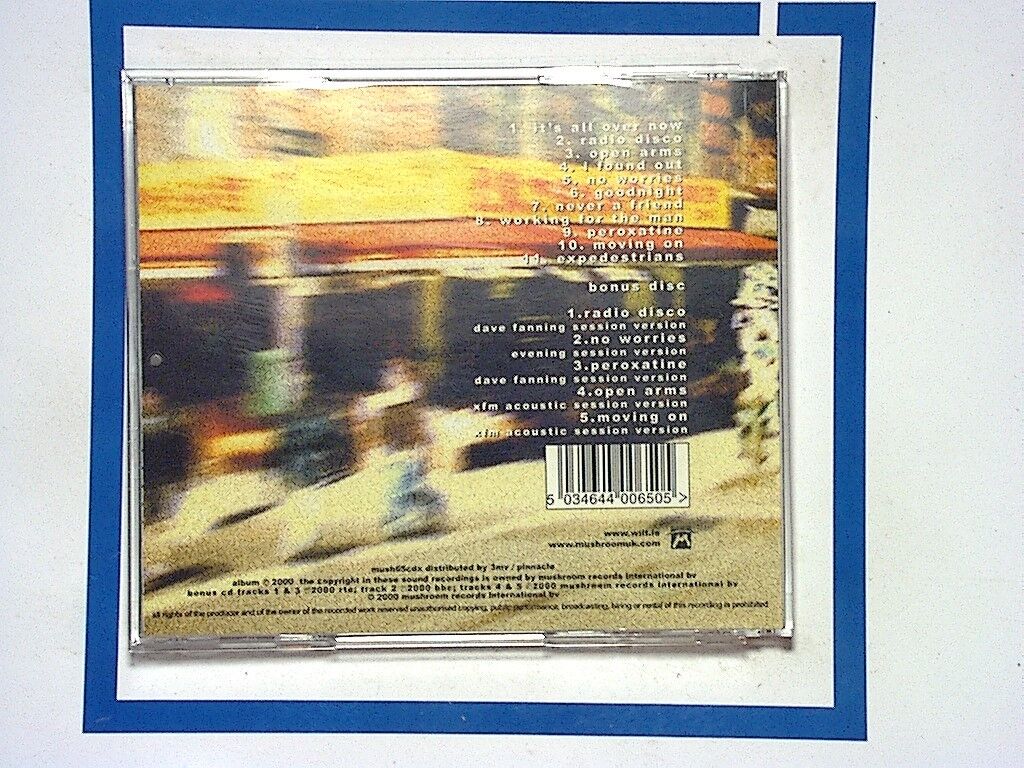 1. it's all over now
2. radio disco
3. open arms
4. i found out
5. no worries
6. goodnight
7. never a friend
8. working for the man
9. peroxatine
10. moving on
11. expedestrians
bonus disc
1.radio disco
dave fanning session version
2.no worries
evening session version
3.peroxatine
dave fanning session version
4.open arms
xfm acoustic session version
5.moving on
xfm acoustic session version
5 034644 006505 >
www.wilt.ie
www.mushroomuk.com
mush65cdx distributed by 3mv / pinnacle
album © 2000 the copyright in these sound recordings is owned by mushroom records international bv
bonus cd tracks 1 & 3 2000 rte; track 2 2000 bbc; tracks 4 & 5 2000 mushroom records international bv
© 2000 mushroom records international bv
all rights of the producer and of the owner of the recorded work reserved unauthorised copying, public performance, broadcasting, hiring or rental of this recording is prohibited